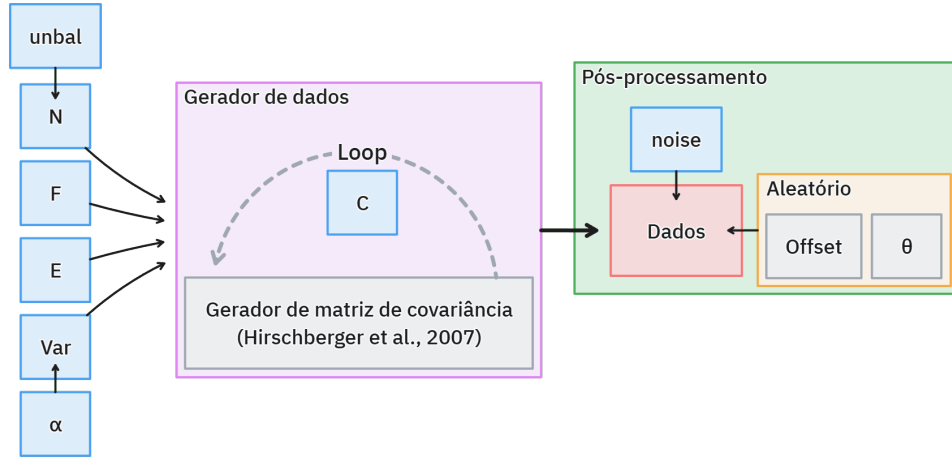 unbal
N
F
E
Var
α
Gerador de dados
Loop
C
Gerador de matriz de covariância
(Hirschberger et al., 2007)
Pós-processamento
noise
Dados
Aleatório
Offset
θ